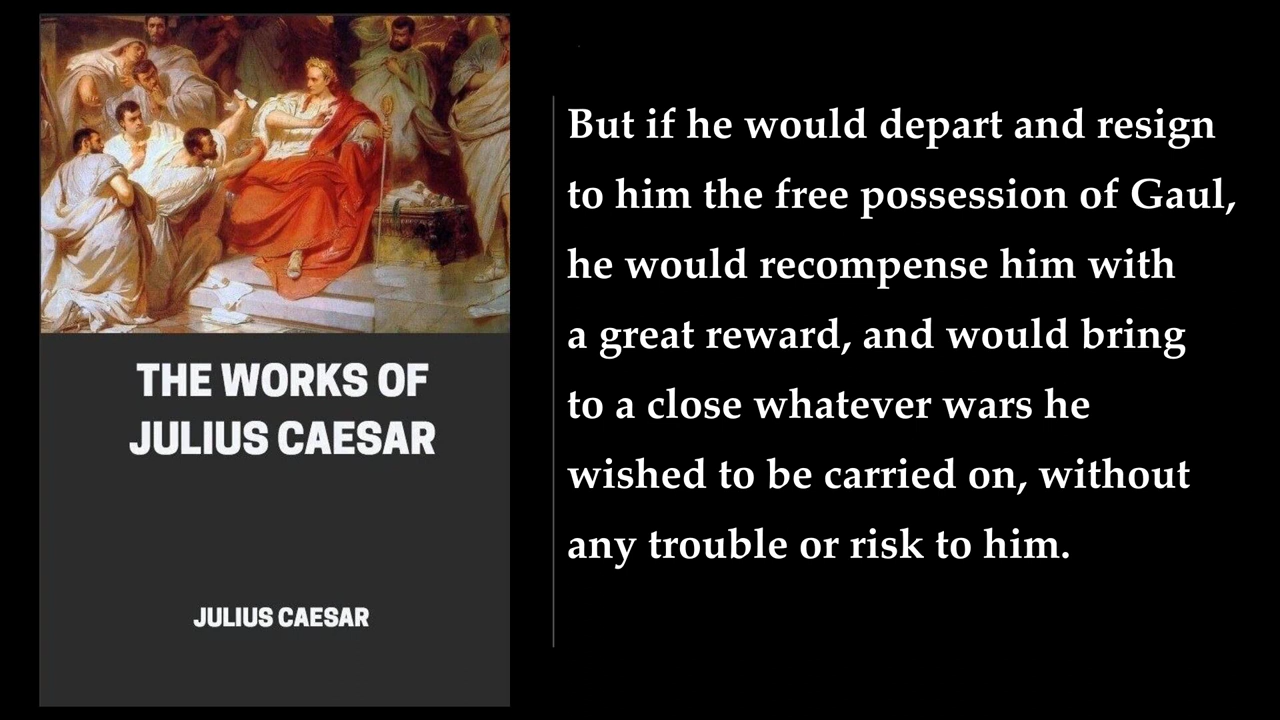 THE WORKS OF
JULIUS CAESAR
JULIUS CAESAR
But if he would depart and resign
to him the free possession of Gaul,
he would recompense him with
a great reward, and would bring
to a close whatever wars he
wished to be carried on, without
any trouble or risk to him.